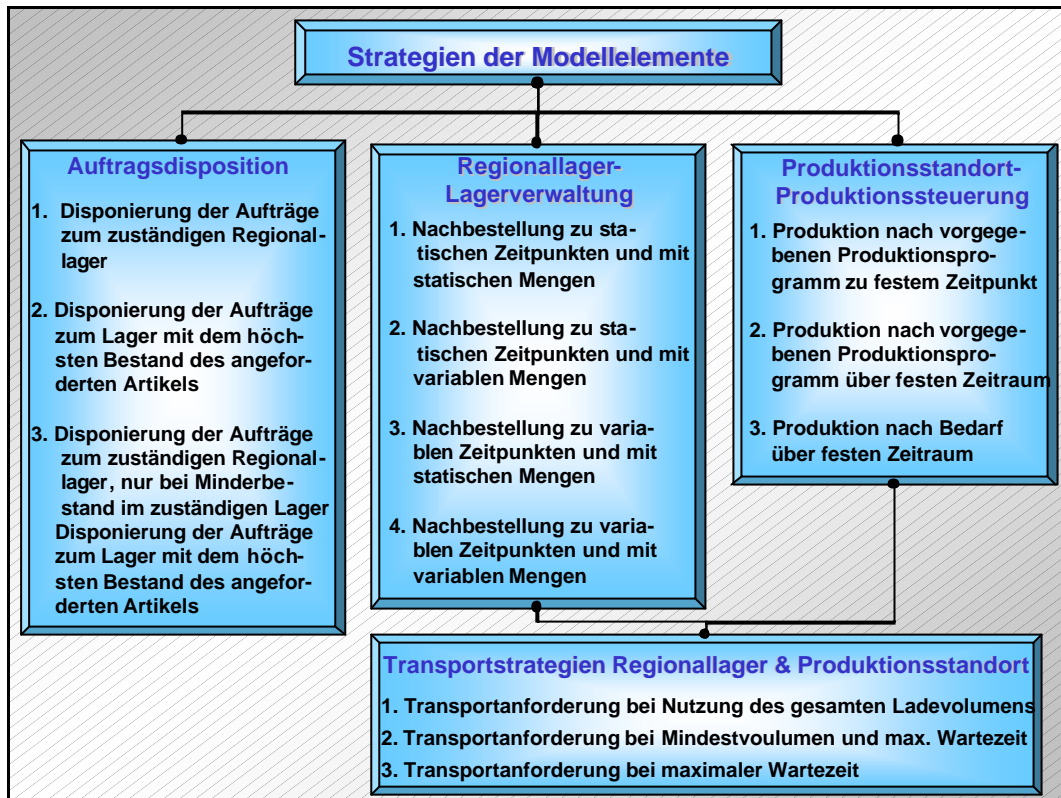 Strategien der Modellelemente
Auftragsdisposition
1. Disponierung der Aufträge
zum zuständigen Regional-
lager
2. Disponierung der Aufträge
zum Lager mit dem höch-
sten Bestand des angefor-
derten Artikels
3. Disponierung der Aufträge
zum zuständigen Regional-
lager, nur bei Minderbe-
stand im zuständigen Lager
Disponierung der Aufträge
zum Lager mit dem höch-
sten Bestand des angefor-
derten Artikels
Regionallager-
Lagerverwaltung
1. Nachbestellung zu sta-
tischen Zeitpunkten und mit
statischen Mengen
2. Nachbestellung zu sta-
tischen Zeitpunkten und mit
variablen Mengen
3. Nachbestellung zu varia-
blen Zeitpunkten und mit
statischen Mengen
4. Nachbestellung zu varia-
blen Zeitpunkten und mit
variablen Mengen
Produktionsstandort-
Produktionssteuerung
1. Produktion nach vorgege-
benen Produktionspro-
gramm zu festem Zeitpunkt
2. Produktion nach vorgege-
benen Produktionspro-
gramm über festen Zeitraum
3. Produktion nach Bedarf
über festen Zeitraum
Transportstrategien Regionallager & Produktionsstandort
1. Transportanforderung bei Nutzung des gesamten Ladevolumens
2. Transportanforderung bei Mindestvoulumen und max. Wartezeit
3. Transportanforderung bei maximaler Wartezeit